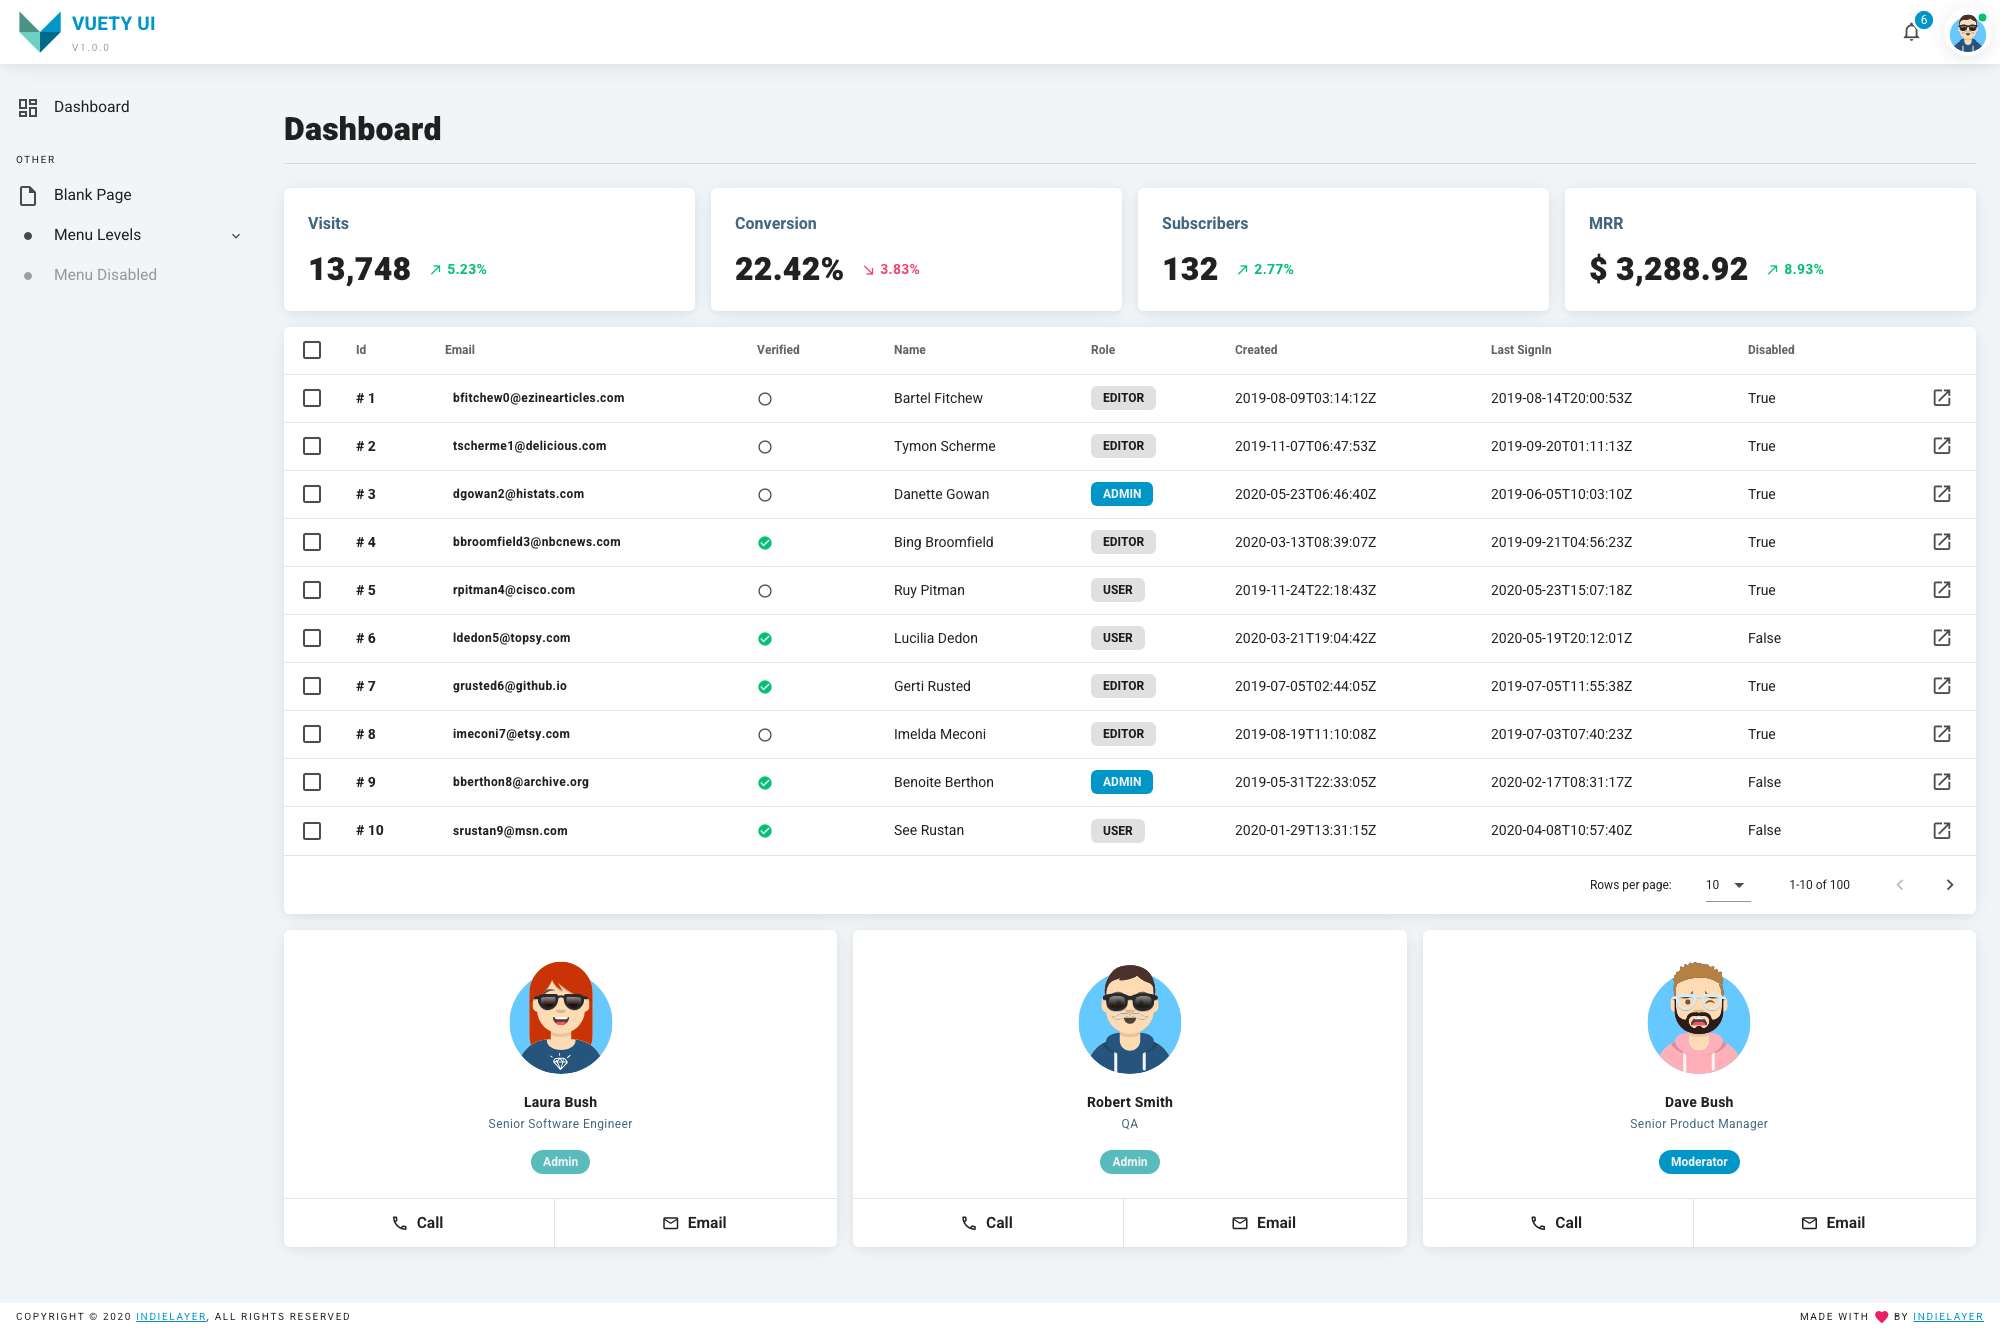 VUETY UI
V1.0.0
6
Dashboard
OTHER
Blank Page
Menu Levels
Menu Disabled
Dashboard
Visits
13,748 5.23%
Conversion
22.42% 3.83%
Subscribers
132 2.77%
MRR
$ 3,288.92 8.93%
Id Email Verified Name Role Created Last SignIn Disabled
# 1 bfitchew0@ezinearticles.com Bartel Fitchew EDITOR 2019-08-09T03:14:12Z 2019-08-14T20:00:53Z True
# 2 tscherme1@delicious.com Tymon Scherme EDITOR 2019-11-07T06:47:53Z 2019-09-20T01:11:13Z True
# 3 dgowan2@histats.com Danette Gowan ADMIN 2020-05-23T06:46:40Z 2019-06-05T10:03:10Z True
# 4 bbroomfield3@nbcnews.com Bing Broomfield EDITOR 2020-03-13T08:39:07Z 2019-09-21T04:56:23Z True
# 5 rpitman4@cisco.com Ruy Pitman USER 2019-11-24T22:18:43Z 2020-05-23T15:07:18Z True
# 6 ldedon5@topsy.com Lucilia Dedon USER 2020-03-21T19:04:42Z 2020-05-19T20:12:01Z False
# 7 grusted6@github.io Gerti Rusted EDITOR 2019-07-05T02:44:05Z 2019-07-05T11:55:38Z True
# 8 imeconi7@etsy.com Imelda Meconi EDITOR 2019-08-19T11:10:08Z 2019-07-03T07:40:23Z True
# 9 bberthon8@archive.org Benoite Berthon ADMIN 2019-05-31T22:33:05Z 2020-02-17T08:31:17Z False
# 10 srustan9@msn.com See Rustan USER 2020-01-29T13:31:15Z 2020-04-08T10:57:40Z False
Rows per page: 10 1-10 of 100
Laura Bush
Senior Software Engineer
Admin
Call Email
Robert Smith
QA
Admin
Call Email
Dave Bush
Senior Product Manager
Moderator
Call Email
COPYRIGHT © 2020 INDIELAYER, ALL RIGHTS RESERVED
MADE WITH BY INDIELAYER